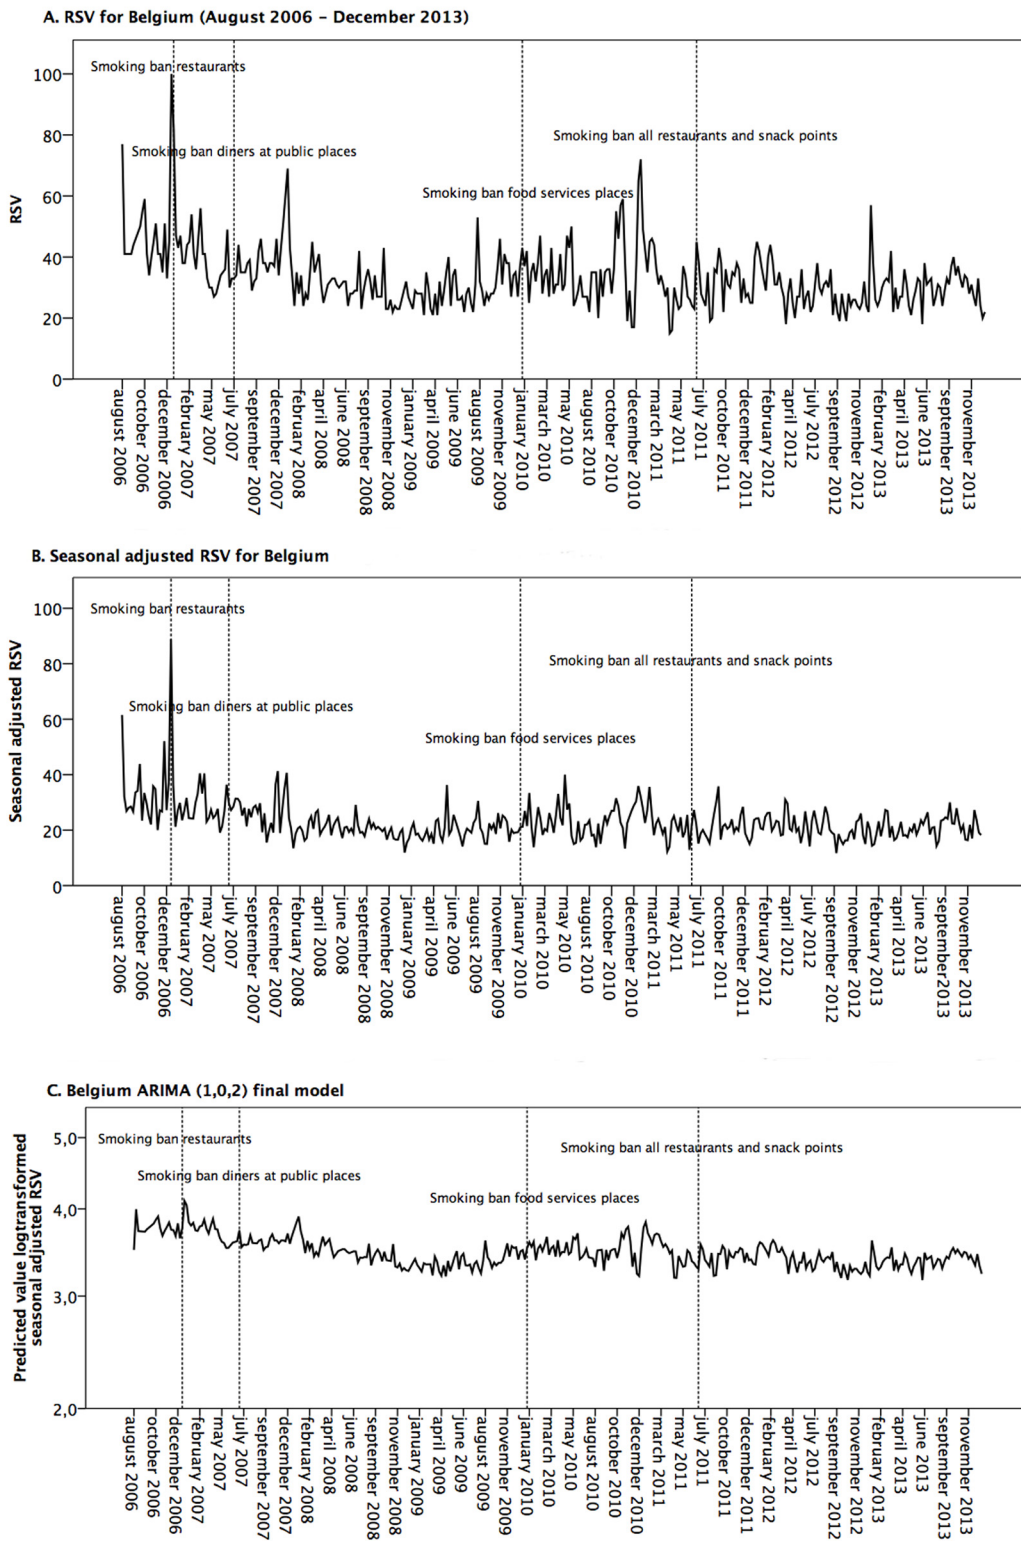 A. RSV for Belgium (August 2006 – December 2013)
RSV
100
80
60
40
20
0
Smoking ban restaurants
Smoking ban diners at public places
Smoking ban food services places
Smoking ban all restaurants and snack points
august 2006
october 2006
december 2006
february 2007
may 2007
july 2007
september 2007
december 2007
february 2008
april 2008
june 2008
september 2008
november 2008
january 2009
april 2009
june 2009
august 2009
november 2009
january 2010
march 2010
may 2010
august 2010
october 2010
december 2010
march 2011
may 2011
july 2011
october 2011
december 2011
february 2012
april 2012
july 2012
september 2012
november 2012
february 2013
april 2013
june 2013
september 2013
november 2013
B. Seasonal adjusted RSV for Belgium
Seasonal adjusted RSV
100
80
60
40
20
0
Smoking ban restaurants
Smoking ban diners at public places
Smoking ban food services places
Smoking ban all restaurants and snack points
august 2006
october 2006
december 2006
february 2007
may 2007
july 2007
september 2007
december 2007
february 2008
april 2008
june 2008
september 2008
november 2008
january 2009
april 2009
june 2009
august 2009
november 2009
january 2010
march 2010
may 2010
august 2010
october 2010
december 2010
march 2011
may 2011
july 2011
october 2011
december 2011
february 2012
april 2012
july 2012
september 2012
november 2012
february 2013
april 2013
june 2013
september2013
november 2013
C. Belgium ARIMA (1,0,2) final model
Predicted value logtransformed
seasonal adjusted RSV
5,0
4,0
3,0
2,0
Smoking ban restaurants
Smoking ban diners at public places
Smoking ban food services places
Smoking ban all restaurants and snack points
august 2006
october 2006
december 2006
february 2007
may 2007
july 2007
september 2007
december 2007
february 2008
april 2008
june 2008
september 2008
november 2008
january 2009
april 2009
june 2009
august 2009
november 2009
january 2010
march 2010
may 2010
august 2010
october 2010
december 2010
march 2011
may 2011
july 2011
october 2011
december 2011
february 2012
april 2012
july 2012
september 2012
november 2012
february 2013
april 2013
june 2013
september 2013
november 2013